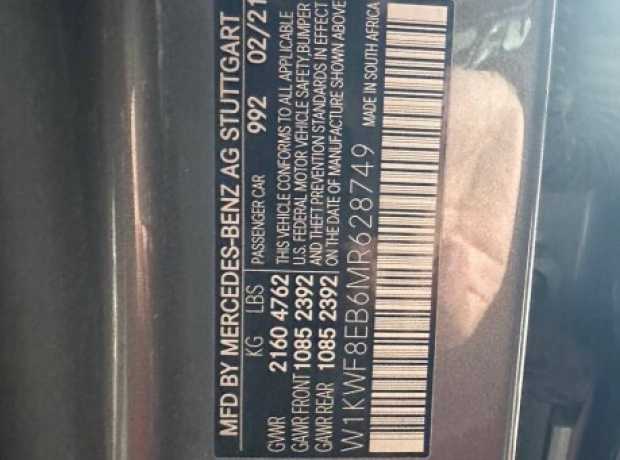 MFD BY MERCEDES-BENZ AG STUTTGART
KG LBS PASSENGER CAR 992 02/21
GVWR 2160 4762 THIS VEHICLE CONFORMS TO ALL APPLICABLE
GAWR FRONT 1085 2392 U.S. FEDERAL MOTOR VEHICLE SAFETY,BUMPER
GAWR REAR 1085 2392 AND THEFT PREVENTION STANDARDS IN EFFECT
ON THE DATE OF MANUFACTURE SHOWN ABOVE
W1KWF8EB6MR628749 MADE IN SOUTH AFRICA